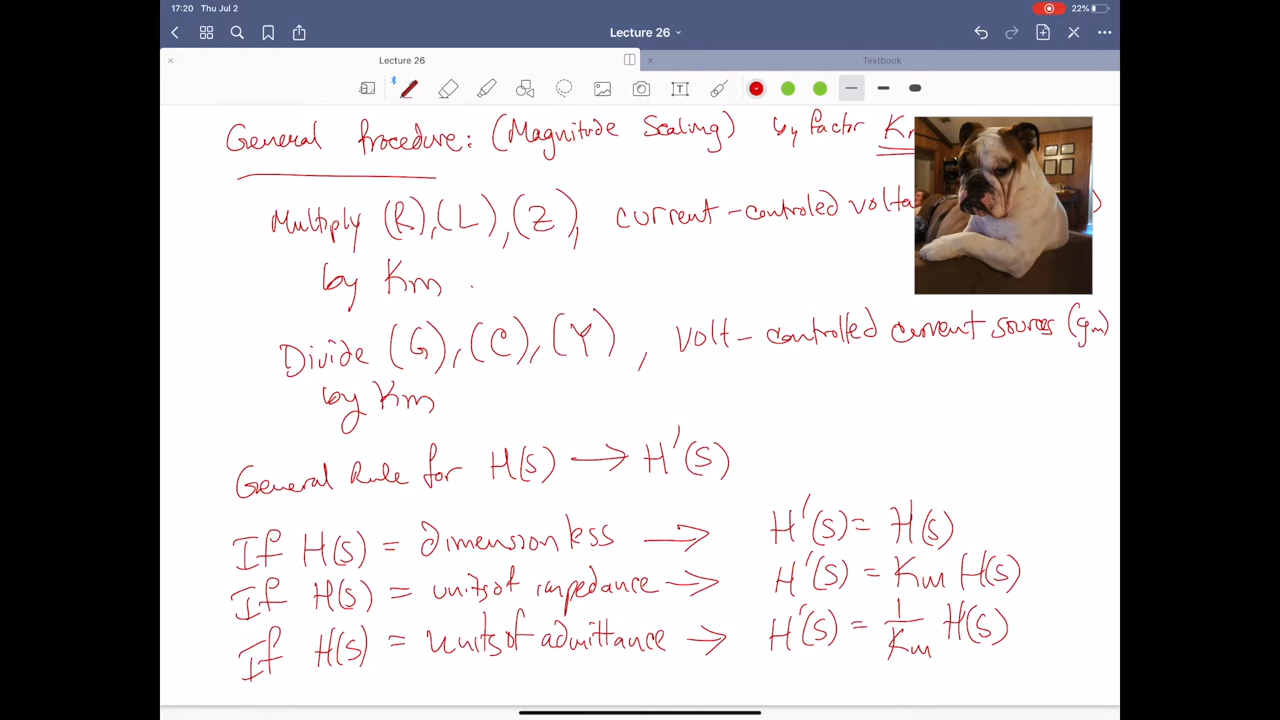 17:20 Thu Jul 2
22%
Lecture 26
Lecture 26
Textbook
General Procedure: (Magnitude Scaling) by factor Km
Multiply (R), (L), (Z), current-controled volta )
by Km.
Divide (G), (C), (Y), volt-controlled current sources (gm)
by Km
General Rule for H(s) → H'(s)
If H(s) = dimensionless → H'(s) = H(s)
If H(s) = units of impedance → H'(s) = Km H(s)
If H(s) = units of admittance → H'(s) = 1/Km H(s)